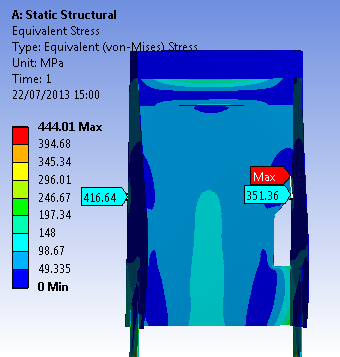 A: Static Structural
Equivalent Stress
Type: Equivalent (von-Mises) Stress
Unit: MPa
Time: 1
22/07/2013 15:00
444.01 Max
394.68
345.34
296.01
246.67
197.34
148
98.67
49.335
0 Min
416.64
Max
351.36